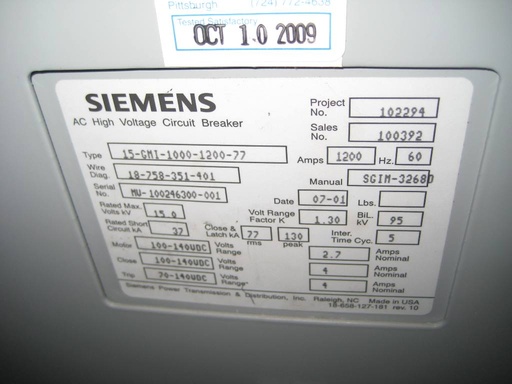 Pittsburgh (724) 772-4638
Tested Satisfactory
OCT 10 2009
SIEMENS
AC High Voltage Circuit Breaker
Project No. 102294
Sales No. 100392
Type 15-GMI-1000-1200-77 Amps 1200 Hz. 60
Wire Diag. 18-758-351-401 Manual SGIM-3268D
Serial No. MU-100246300-001 Date 07-01 Lbs.
Rated Max. Volts kV 15.0 Volt Range Factor K 1.30 BiL. kV 95
Rated Short Circuit kA 37 Close & Latch kA 77 rms 130 peak Inter. Time Cyc. 5
Motor 100-140VDC Volts Range 2.7 Amps Nominal
Close 100-140VDC Volts Range 4 Amps Nominal
Trip 70-140VDC Volts Range 4 Amps Nominal
Siemens Power Transmission & Distribution, Inc. Raleigh, NC Made in USA
18-658-127-181 rev. 10